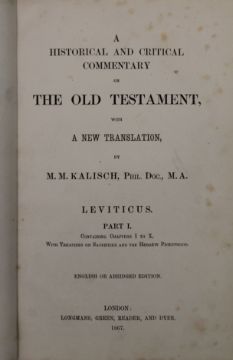 A
HISTORICAL AND CRITICAL
COMMENTARY
ON
THE OLD TESTAMENT,
WITH
A NEW TRANSLATION,
BY
M. M. KALISCH, PHIL. DOC., M.A.
LEVITICUS.
PART I.
CONTAINING CHAPTERS I TO X,
WITH TREATISES ON SACRIFICES AND THE HEBREW PRIESTHOOD.
ENGLISH OR ABRIDGED EDITION.
LONDON:
LONGMANS, GREEN, READER, AND DYER.
1867.